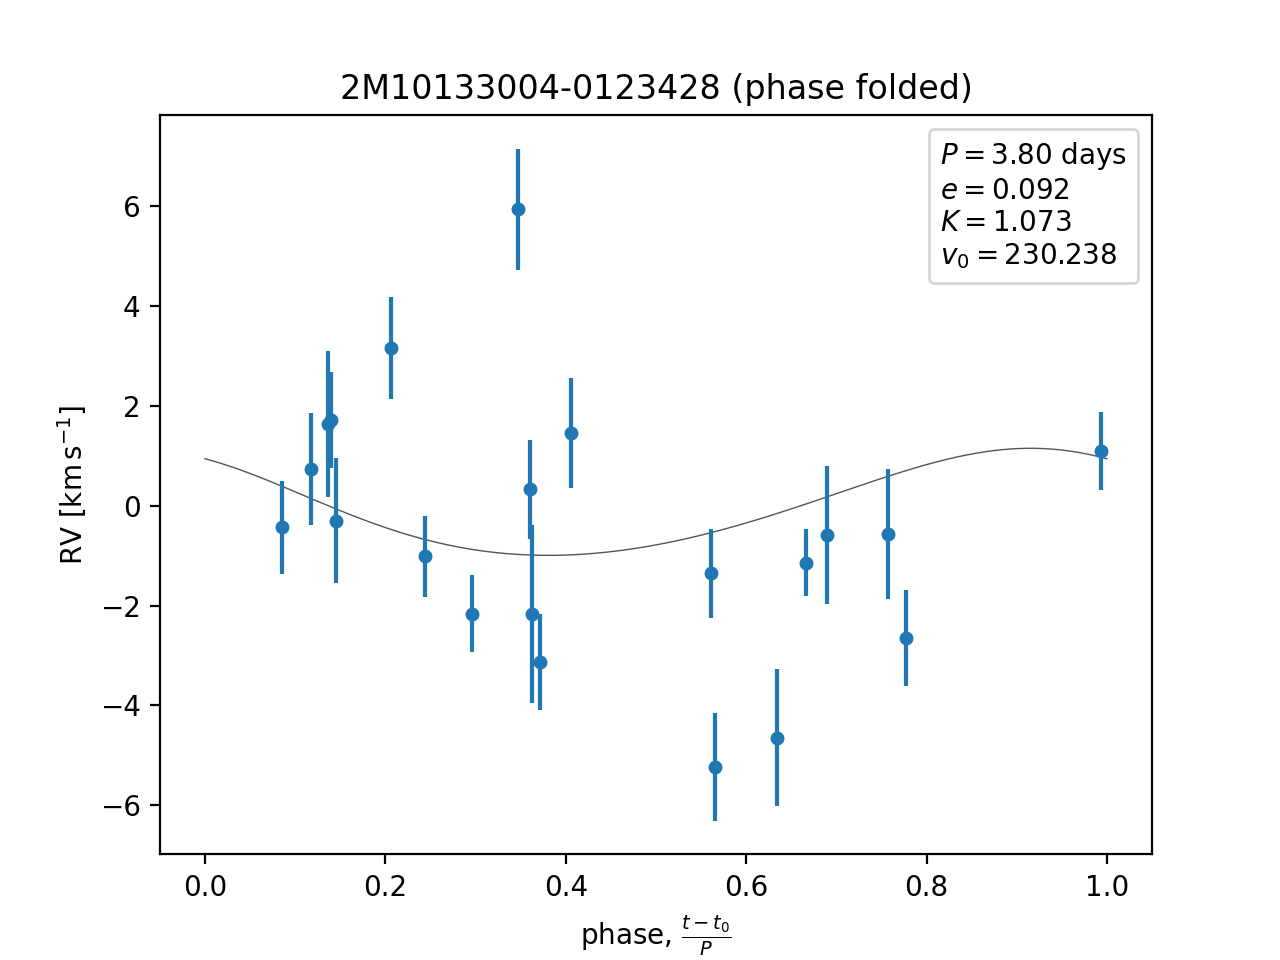 2M10133004-0123428 (phase folded)
P = 3.80 days
e = 0.092
K = 1.073
v₀ = 230.238
RV [km s⁻¹]
6
4
2
0
−2
−4
−6
0.0 0.2 0.4 0.6 0.8 1.0
phase, (t − t₀)/P